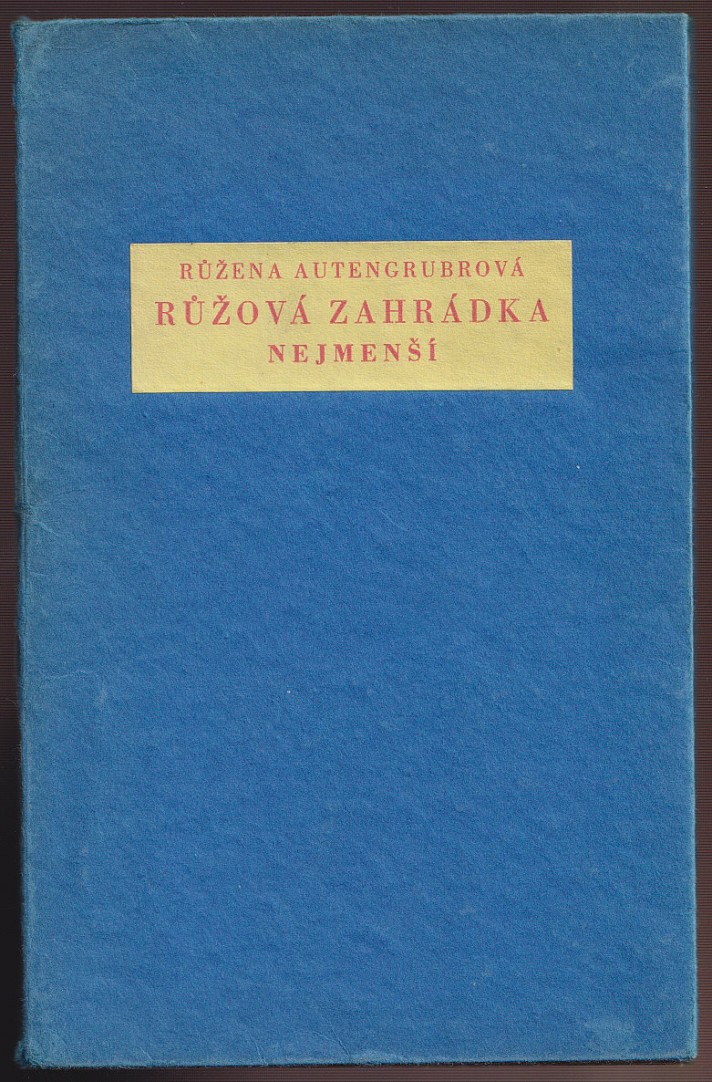 RŮŽENA AUTENGRUBROVÁ
RŮŽOVÁ ZAHRÁDKA
NEJMENŠÍ